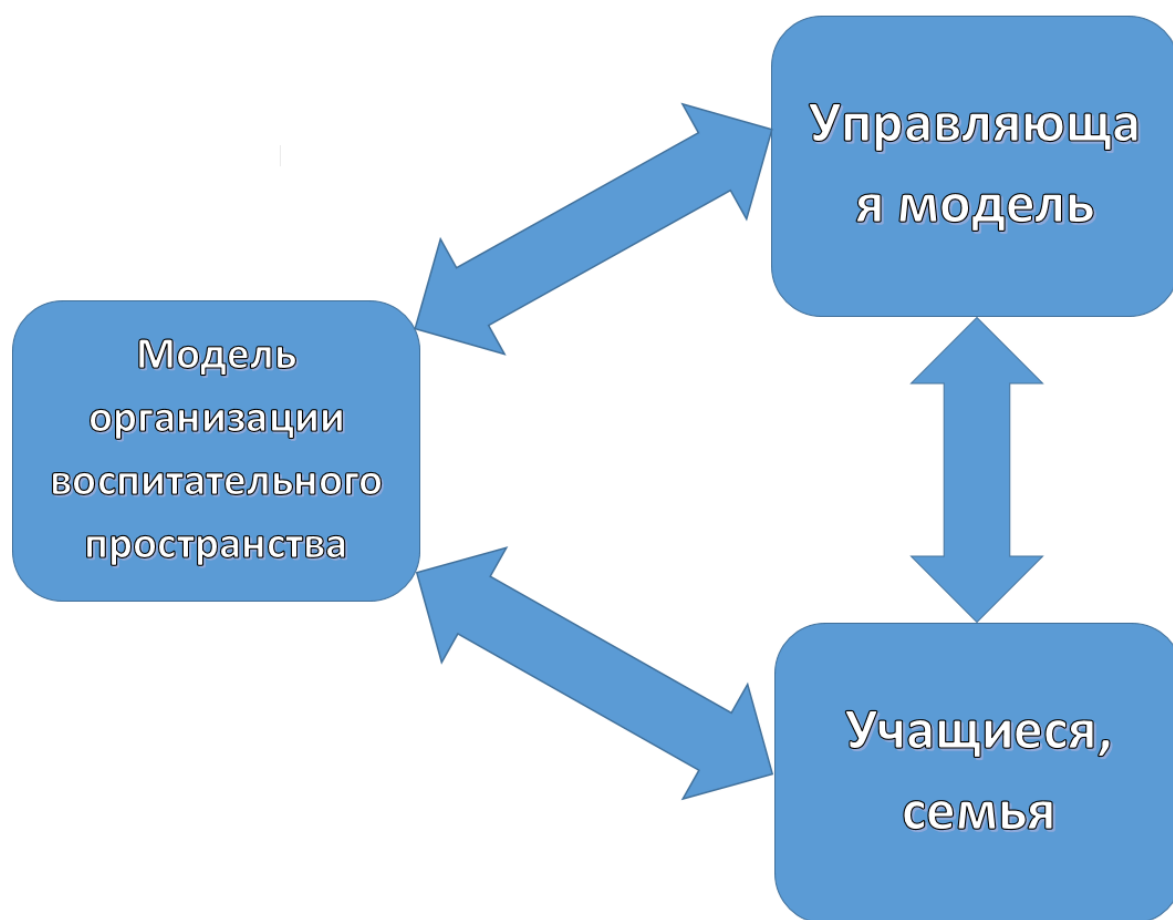 Управляюща
я модель
Модель
организации
воспитательного
пространства
Учащиеся,
семья